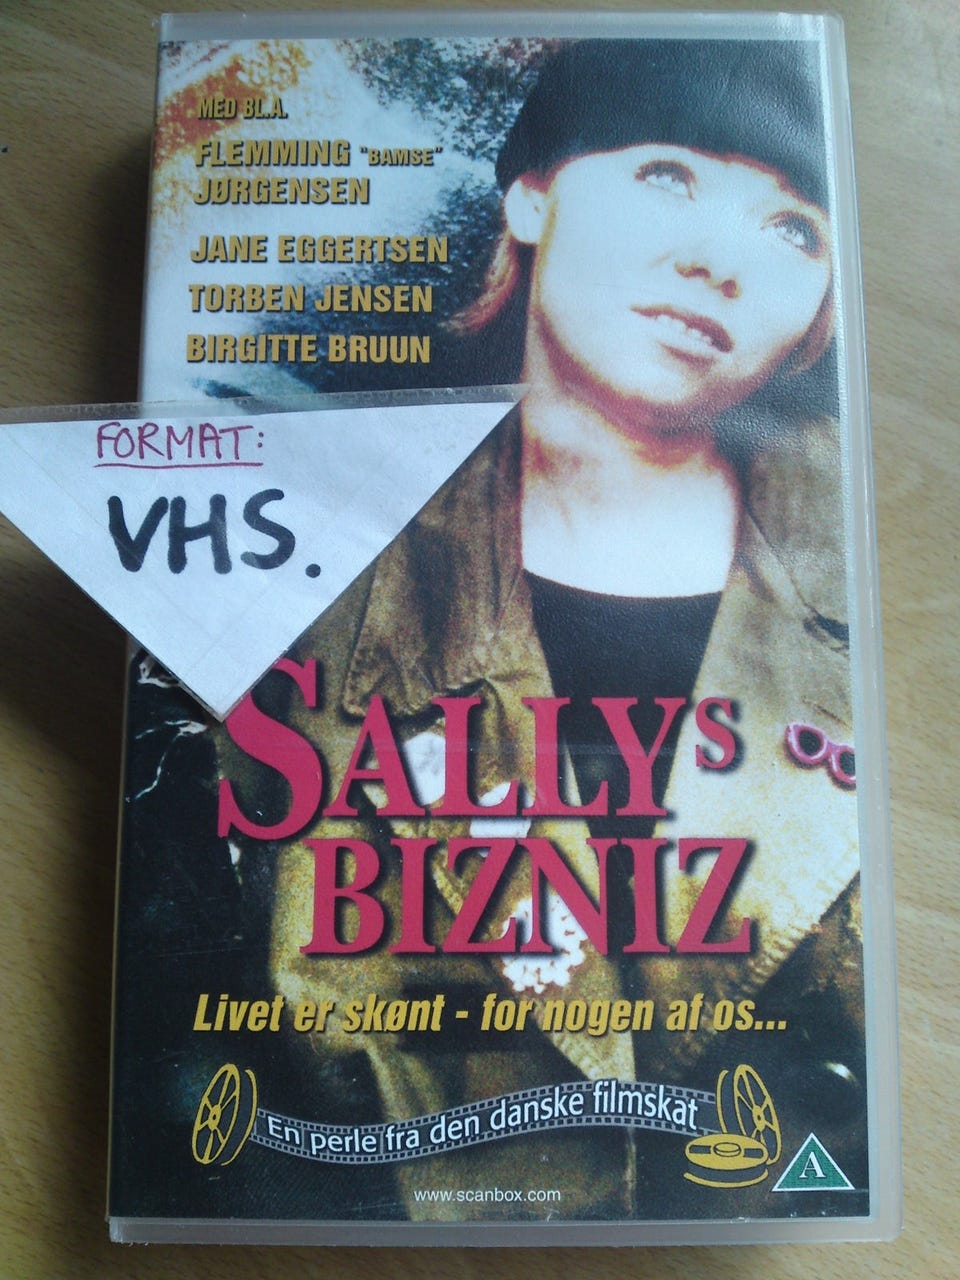 MED BL.A.
FLEMMING "BAMSE"
JØRGENSEN
JANE EGGERTSEN
TORBEN JENSEN
BIRGITTE BRUUN
FORMAT:
VHS.
SALLYS
BIZNIZ
Livet er skønt - for nogen af os...
En perle fra den danske filmskat
A
www.scanbox.com